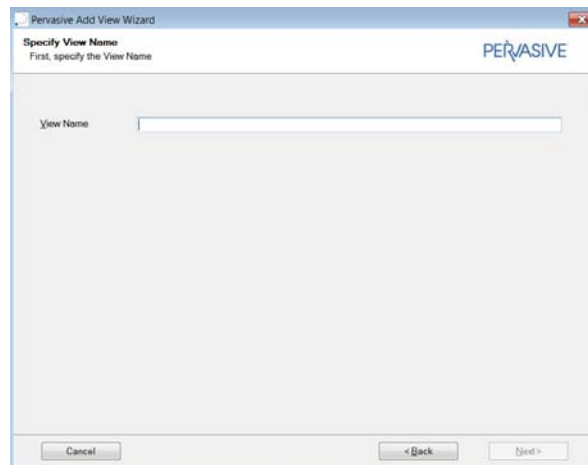 Pervasive Add View Wizard
Specify View Name
First, specify the View Name
PERVASIVE
View Name
Cancel
< Back
Next >